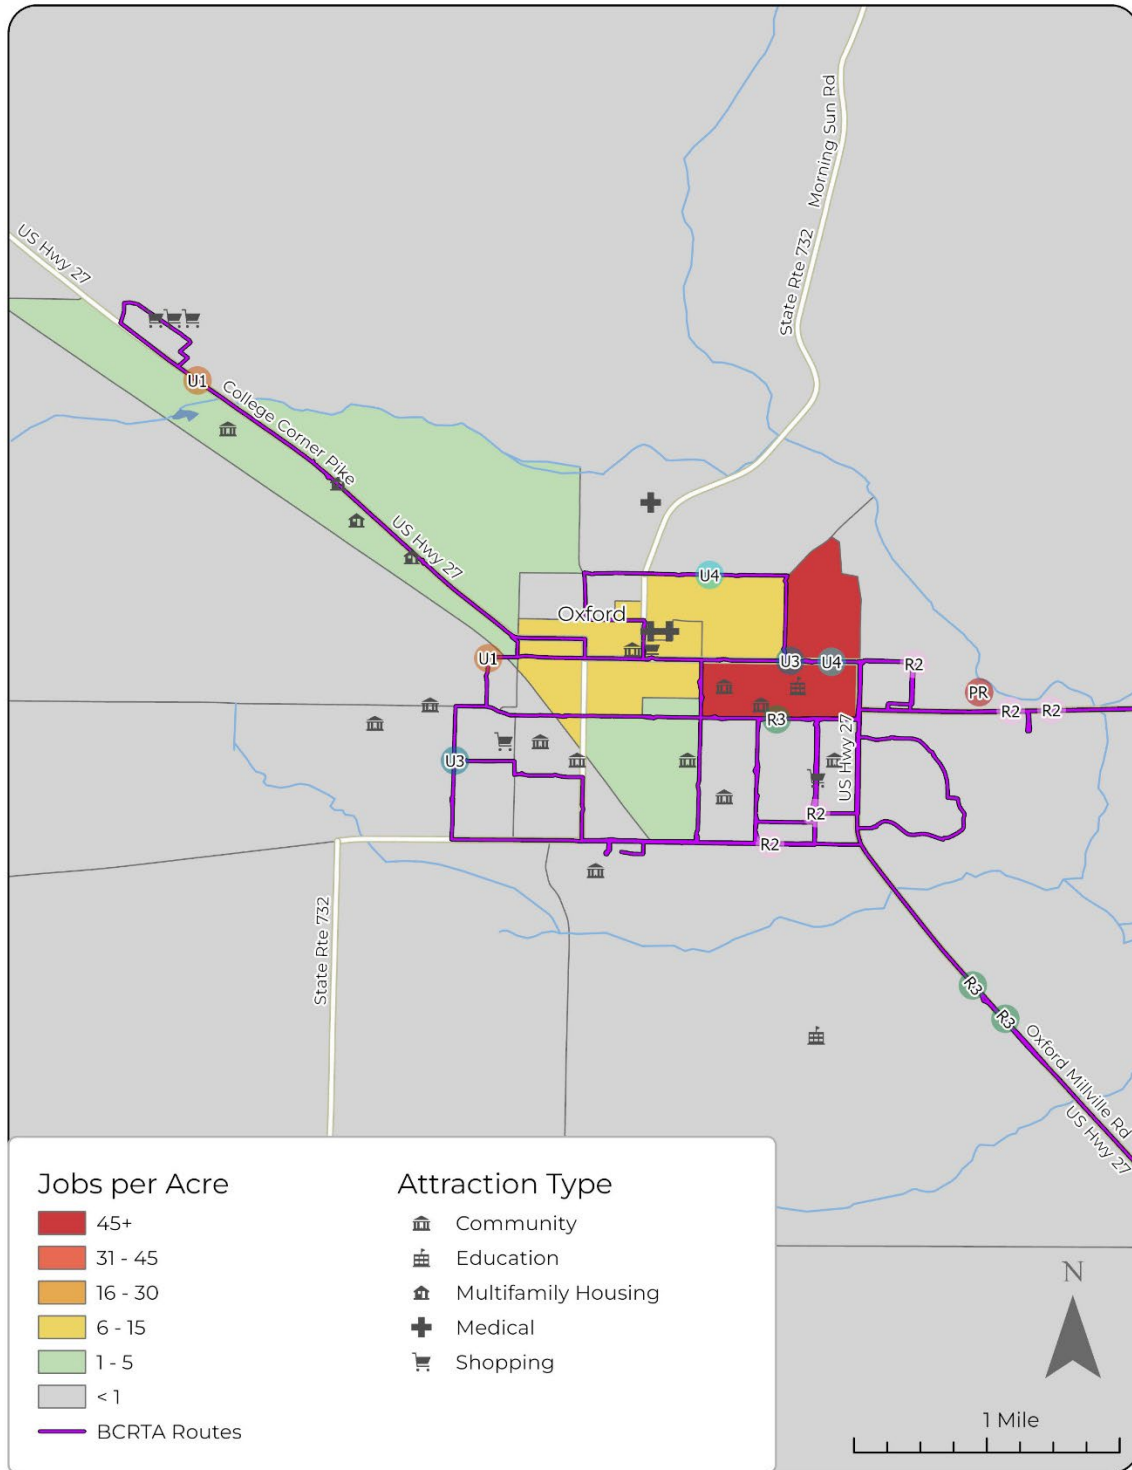 Morning Sun Rd
State Rte 732
US Hwy 27
U1
College Corner Pike
US Hwy 27
U4
Oxford
U1
U3
U4
R2
PR
R2
R2
R3
US Hwy 27
U3
R2
R2
State Rte 732
R3
R3
Oxford Millville Rd
US Hwy 27
Jobs per Acre
45+
31 - 45
16 - 30
6 - 15
1 - 5
< 1
BCRTA Routes
Attraction Type
Community
Education
Multifamily Housing
Medical
Shopping
N
1 Mile